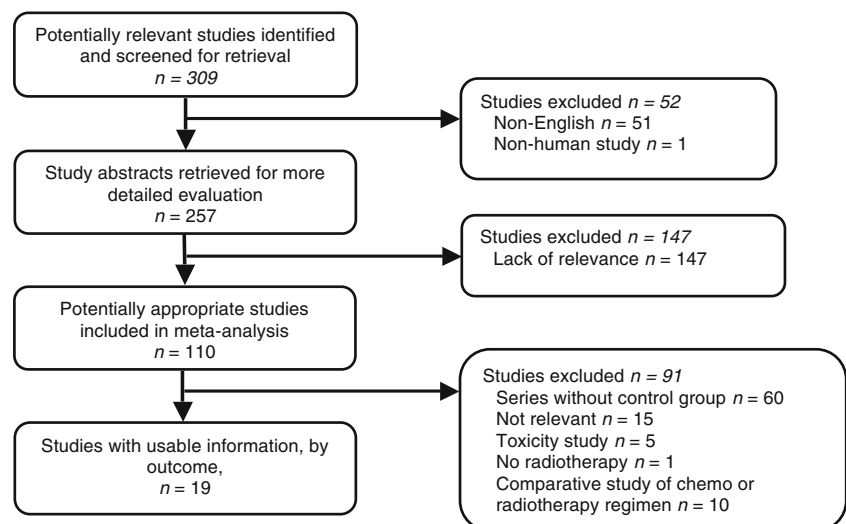 Potentially relevant studies identified
and screened for retrieval
n = 309
Studies excluded n = 52
Non-English n = 51
Non-human study n = 1
Study abstracts retrieved for more
detailed evaluation
n = 257
Studies excluded n = 147
Lack of relevance n = 147
Potentially appropriate studies
included in meta-analysis
n = 110
Studies excluded n = 91
Series without control group n = 60
Not relevant n = 15
Toxicity study n = 5
No radiotherapy n = 1
Comparative study of chemo or
radiotherapy regimen n = 10
Studies with usable information, by
outcome,
n = 19